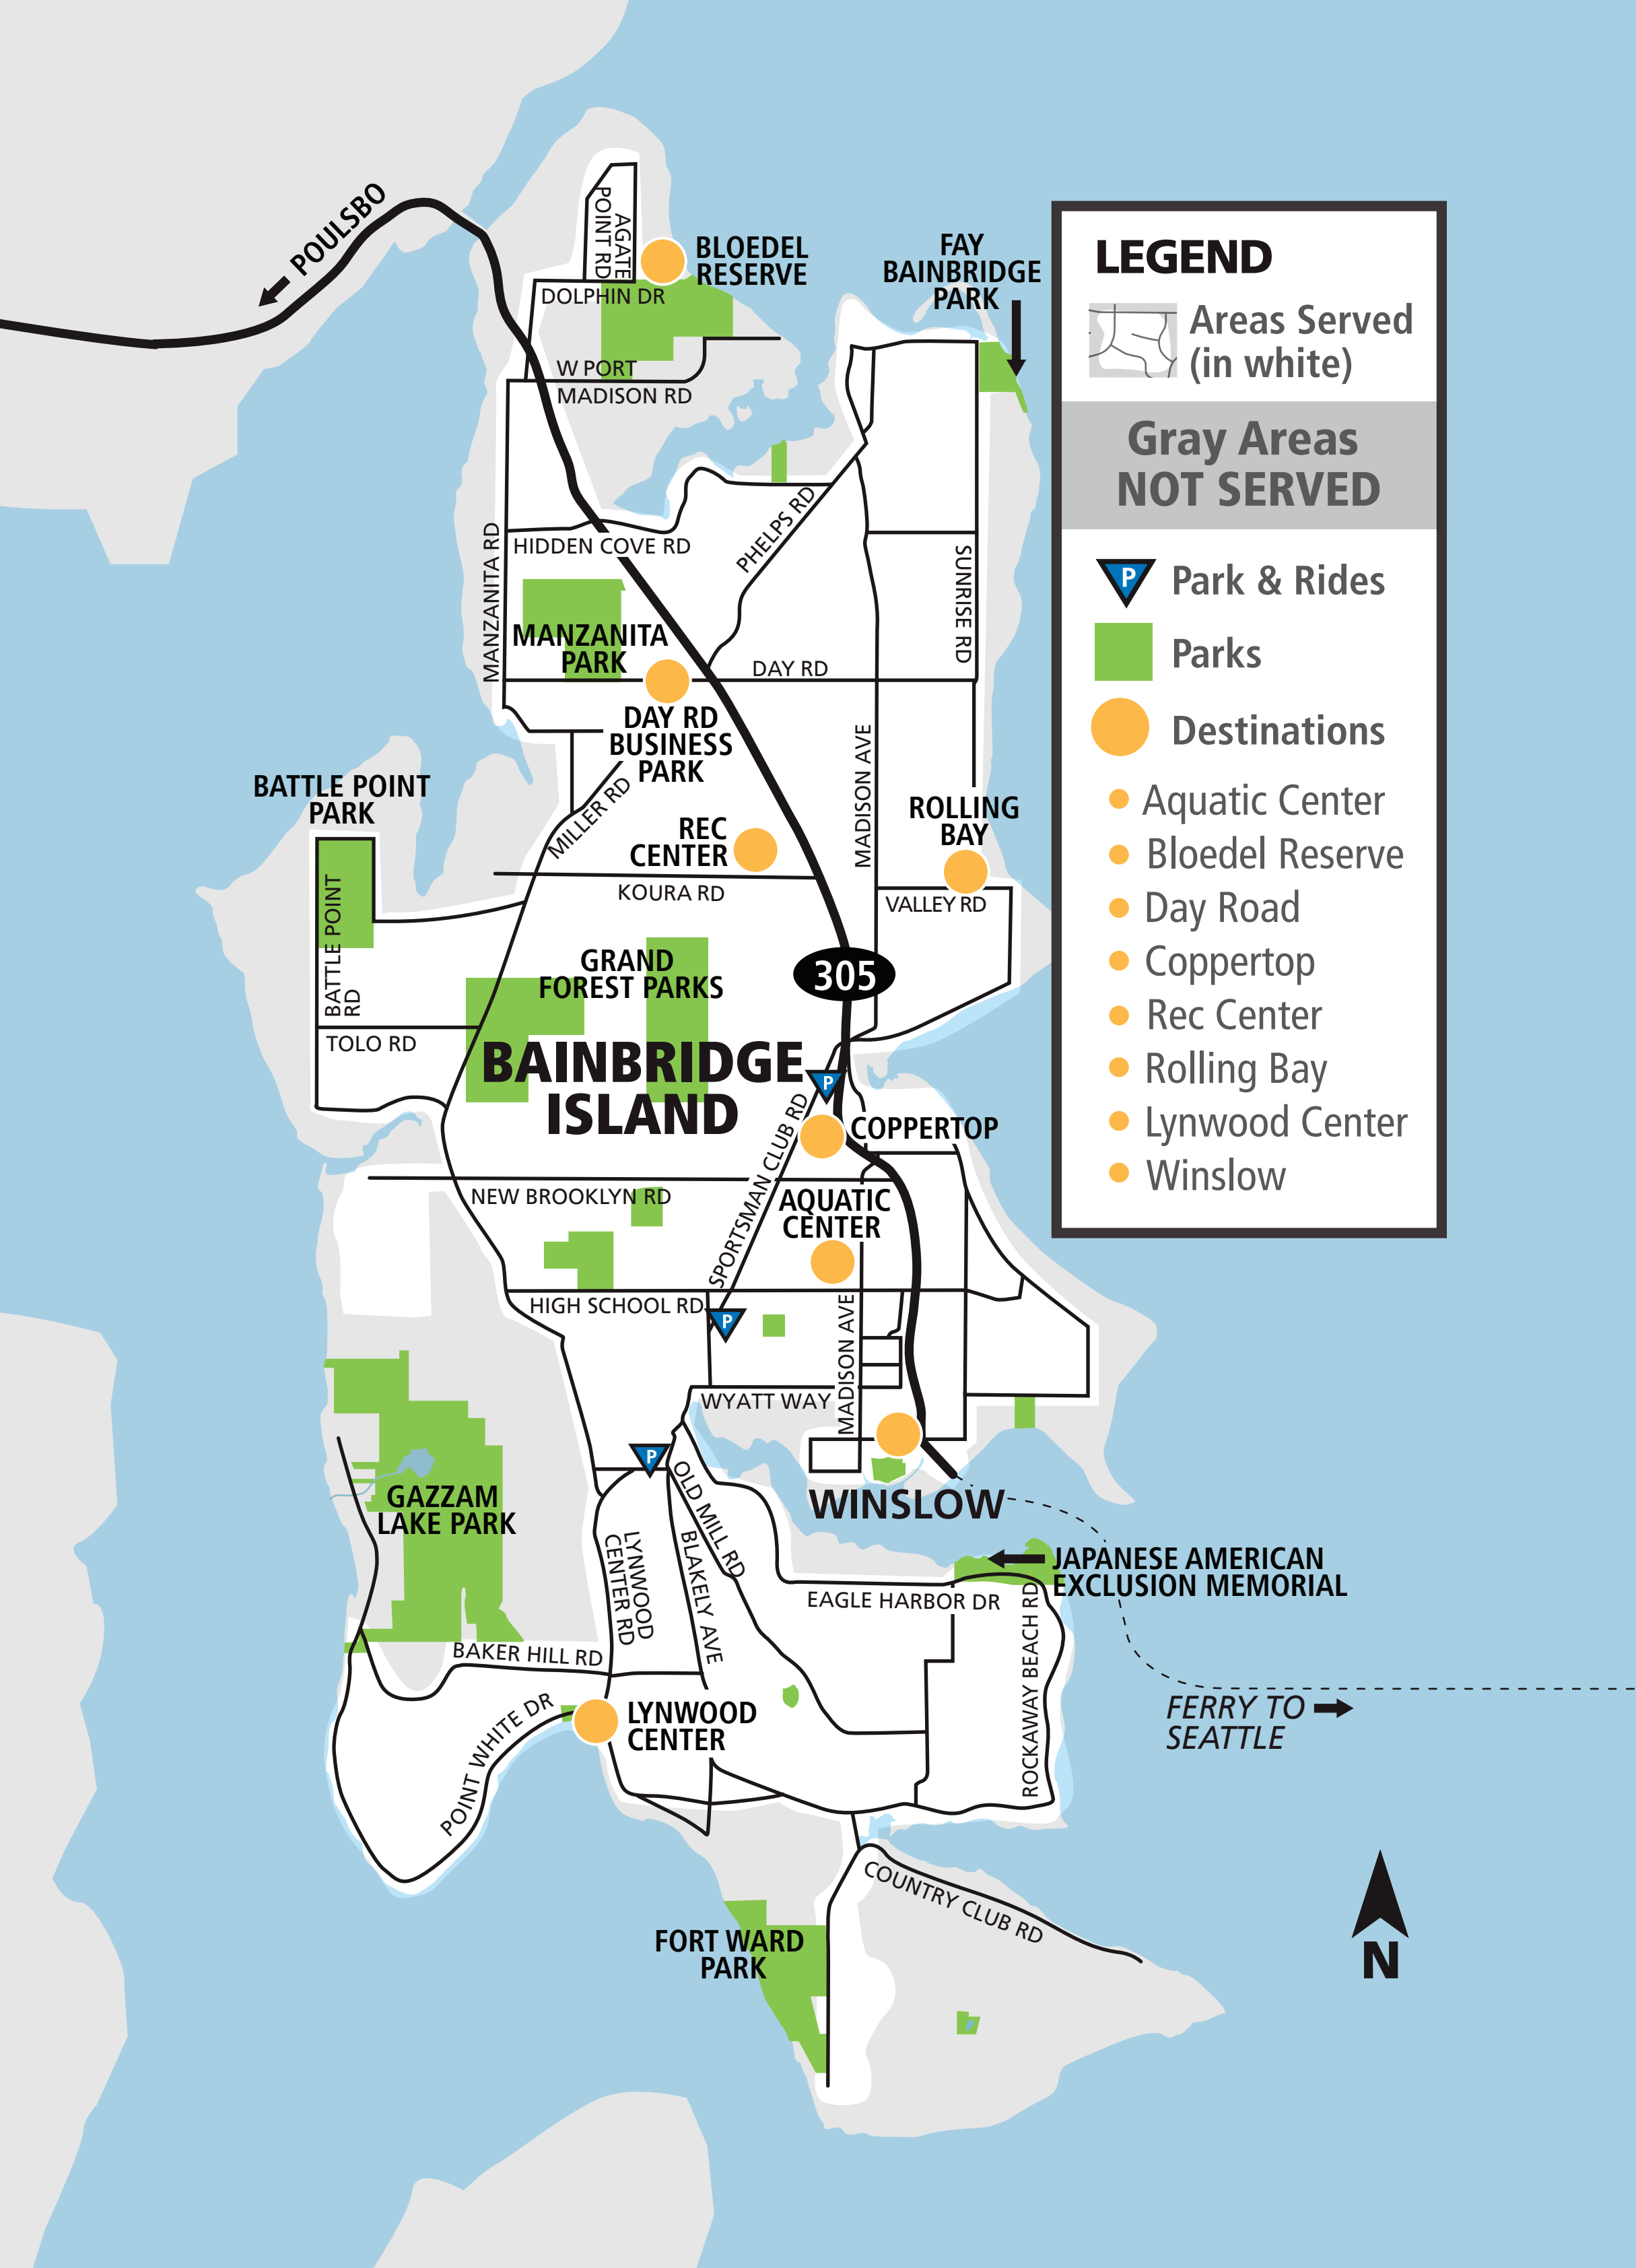 POULSBO
AGATE
POINT RD
BLOEDEL
RESERVE
DOLPHIN DR
W PORT
MADISON RD
FAY
BAINBRIDGE
PARK
LEGEND
Areas Served
(in white)
Gray Areas
NOT SERVED
P
Park & Rides
Parks
Destinations
Aquatic Center
Bloedel Reserve
Day Road
Coppertop
Rec Center
Rolling Bay
Lynwood Center
Winslow
MANZANITA RD
HIDDEN COVE RD
PHELPS RD
SUNRISE RD
MANZANITA
PARK
DAY RD
DAY RD
BUSINESS
PARK
MILLER RD
MADISON AVE
BATTLE POINT
PARK
REC
CENTER
ROLLING
BAY
KOURA RD
VALLEY RD
BATTLE POINT
RD
GRAND
FOREST PARKS
305
TOLO RD
BAINBRIDGE
ISLAND
P
SPORTSMAN CLUB RD
COPPERTOP
NEW BROOKLYN RD
AQUATIC
CENTER
HIGH SCHOOL RD
P
MADISON AVE
WYATT WAY
P
GAZZAM
LAKE PARK
OLD MILL RD
WINSLOW
LYNWOOD
CENTER RD
BLAKELY AVE
JAPANESE AMERICAN
EXCLUSION MEMORIAL
EAGLE HARBOR DR
ROCKAWAY BEACH RD
BAKER HILL RD
POINT WHITE DR
LYNWOOD
CENTER
FERRY TO
SEATTLE
COUNTRY CLUB RD
FORT WARD
PARK
N